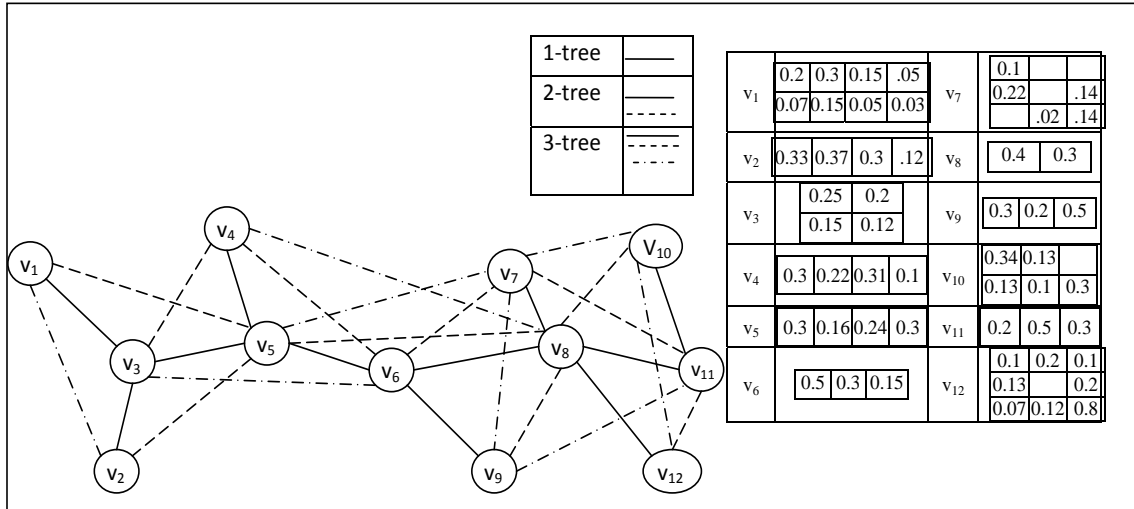 1-tree
2-tree
3-tree
v1 0.2 0.3 0.15 .05 v7 0.1
0.07 0.15 0.05 0.03 0.22 .14
.02 .14
v2 0.33 0.37 0.3 .12 v8 0.4 0.3
v3 0.25 0.2 v9 0.3 0.2 0.5
0.15 0.12
v4 0.3 0.22 0.31 0.1 v10 0.34 0.13
0.13 0.1 0.3
v5 0.3 0.16 0.24 0.3 v11 0.2 0.5 0.3
v6 0.5 0.3 0.15 v12 0.1 0.2 0.1
0.13 0.2
0.07 0.12 0.8
v4
V10
v1
v7
v5
v8
v3
v6
v11
v2
v9
v12